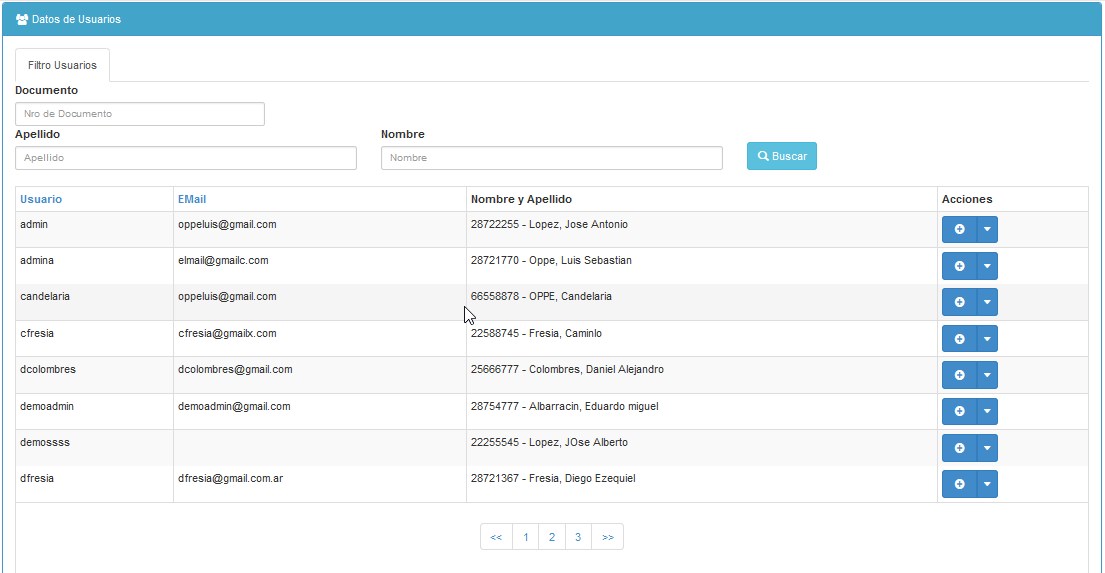 Datos de Usuarios
Filtro Usuarios
Documento
Nro de Documento
Apellido Nombre
Apellido Nombre Buscar
Usuario EMail Nombre y Apellido Acciones
admin oppeluis@gmail.com 28722255 - Lopez, Jose Antonio
admina elmail@gmailc.com 28721770 - Oppe, Luis Sebastian
candelaria oppeluis@gmail.com 66558878 - OPPE, Candelaria
cfresia cfresia@gmailx.com 22588745 - Fresia, Caminlo
dcolombres dcolombres@gmail.com 25666777 - Colombres, Daniel Alejandro
demoadmin demoadmin@gmail.com 28754777 - Albarracin, Eduardo miguel
demossss 22255545 - Lopez, JOse Alberto
dfresia dfresia@gmail.com.ar 28721367 - Fresia, Diego Ezequiel
<< 1 2 3 >>